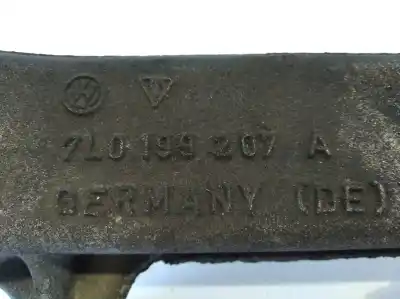 7L0 199 207 A
GERMANY (DE)